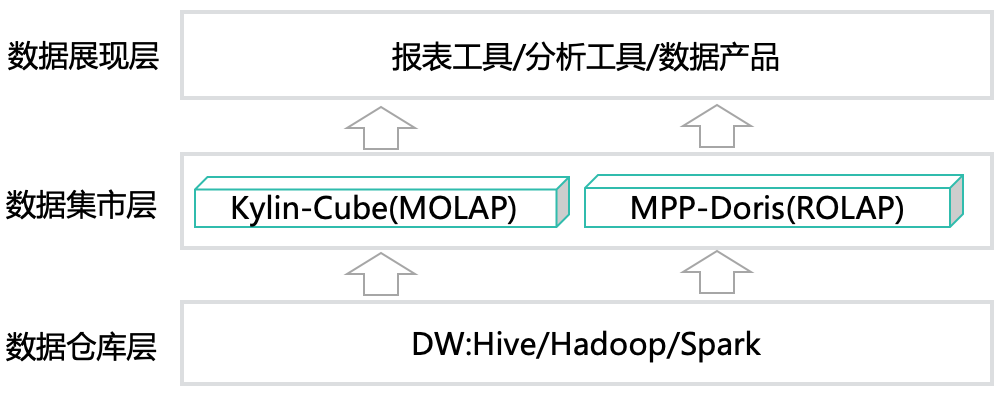 数据展现层
报表工具/分析工具/数据产品
数据集市层
Kylin-Cube(MOLAP)
MPP-Doris(ROLAP)
数据仓库层
DW:Hive/Hadoop/Spark